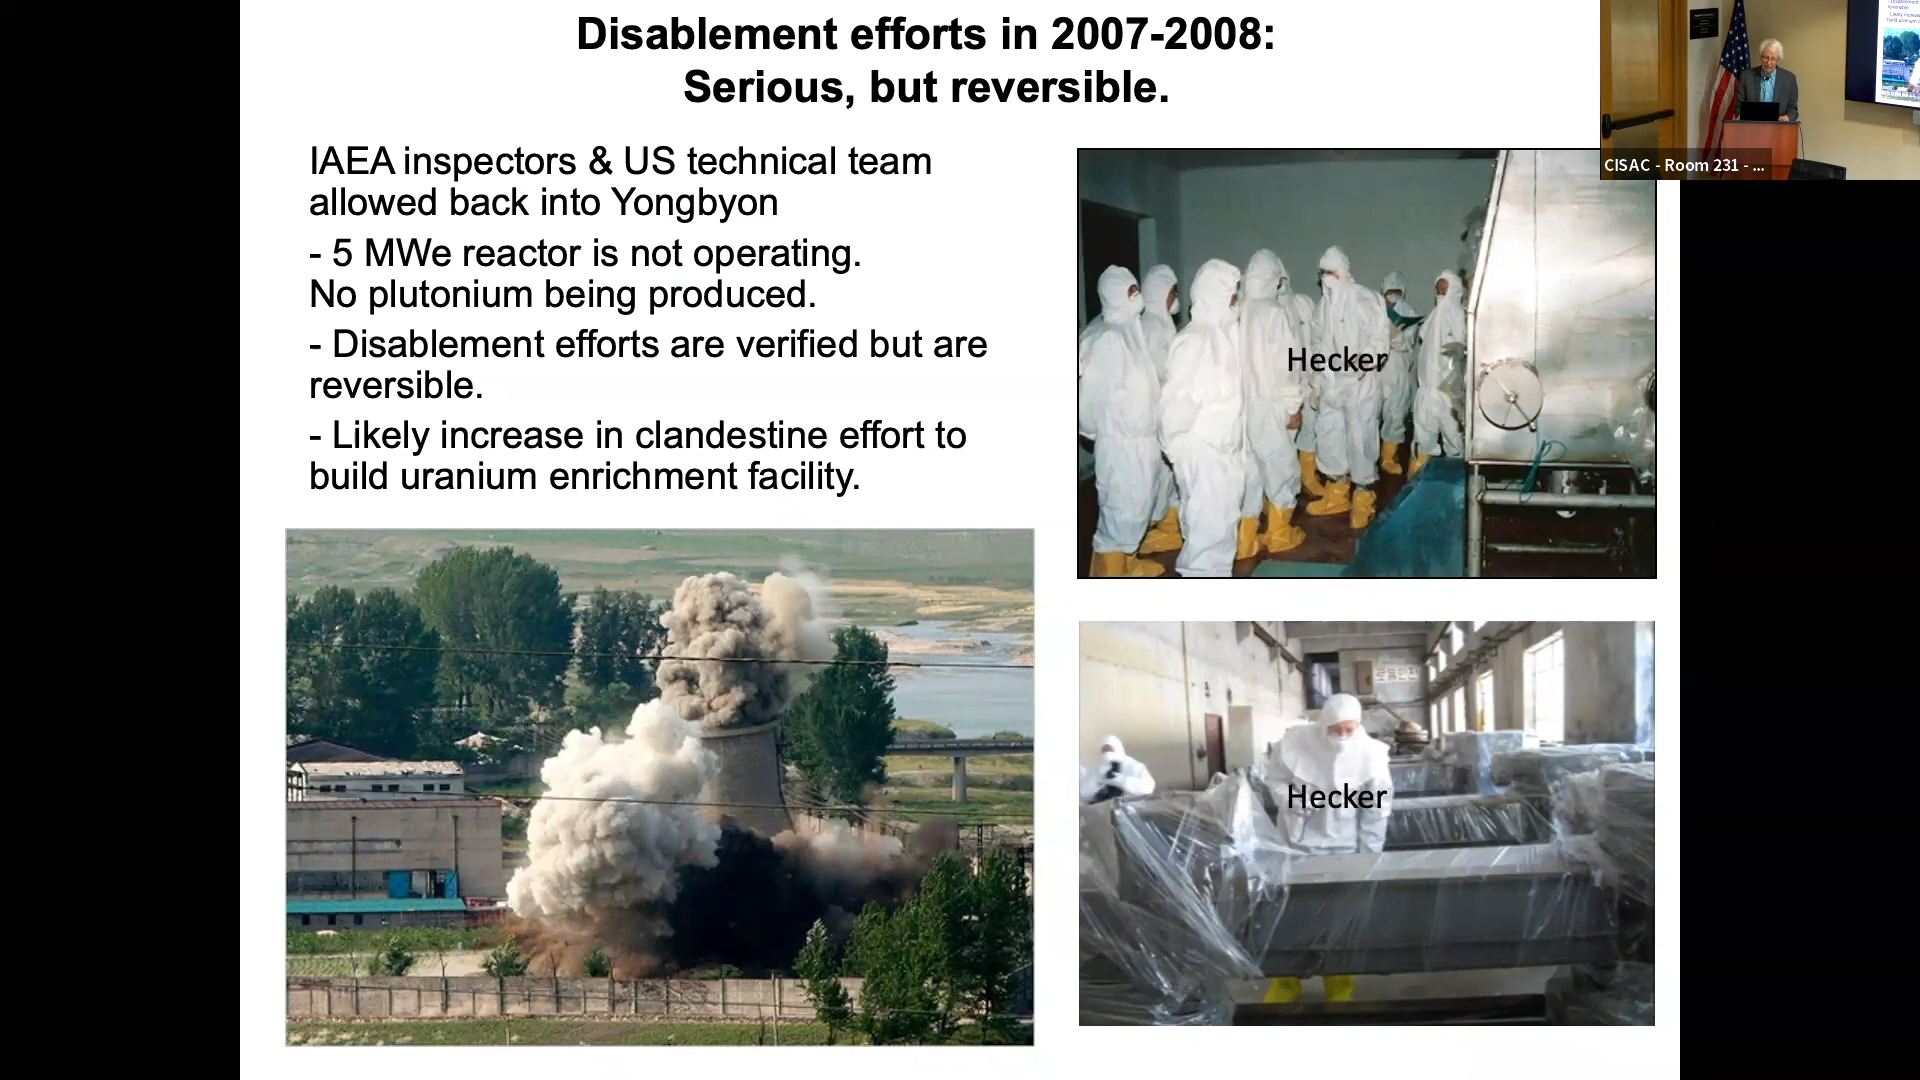 Disablement efforts in 2007-2008:
Serious, but reversible.
IAEA inspectors & US technical team
allowed back into Yongbyon
- 5 MWe reactor is not operating.
No plutonium being produced.
- Disablement efforts are verified but are
reversible.
- Likely increase in clandestine effort to
build uranium enrichment facility.
Hecker
Hecker
CISAC - Room 231 - ...